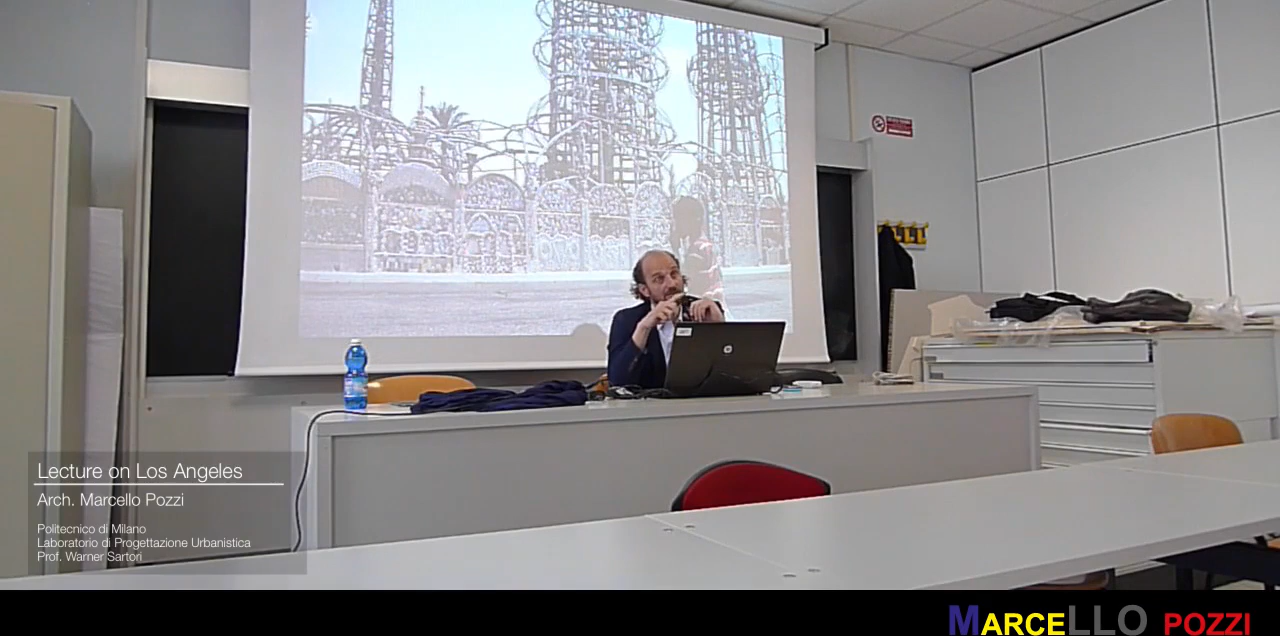 Lecture on Los Angeles
Arch. Marcello Pozzi
Politecnico di Milano
Laboratorio di Progettazione Urbanistica
Prof. Warner Sartori
MARCELLO POZZI